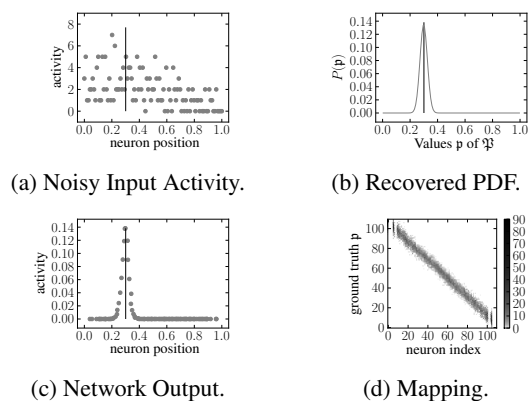 8
6
4
2
0
activity
0.0 0.2 0.4 0.6 0.8 1.0
neuron position
(a) Noisy Input Activity.
0.14
0.12
0.10
0.08
0.06
0.04
0.02
0.00
P(𝔭)
0.0 0.2 0.4 0.6 0.8 1.0
Values 𝔭 of 𝔓
(b) Recovered PDF.
0.14
0.12
0.10
0.08
0.06
0.04
0.02
0.00
activity
0.0 0.2 0.4 0.6 0.8 1.0
neuron position
(c) Network Output.
100
80
60
40
20
0
ground truth 𝔭
0 20 40 60 80 100
neuron index
90
80
70
60
50
40
30
20
10
0
(d) Mapping.